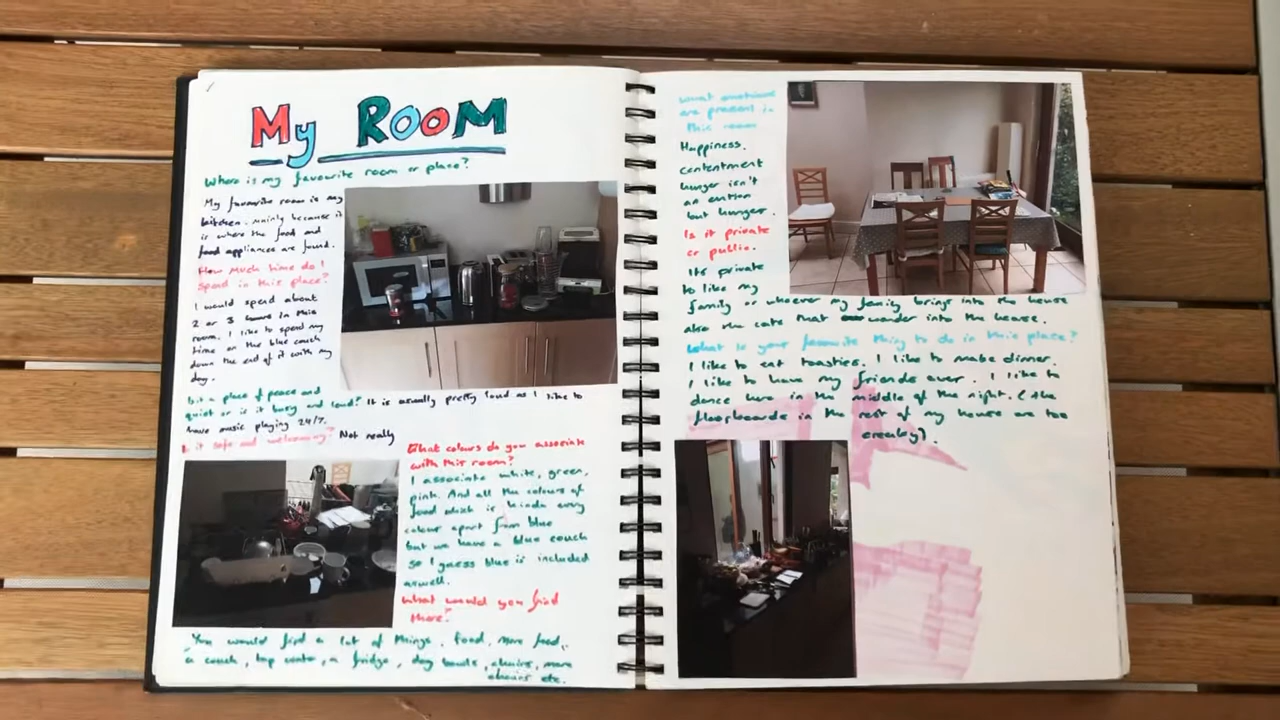 My ROOM
Where is my favourite room or place?
My favourite room is my
kitchen. mainly because it
is where the food and
food appliances are found.
How much time do I
spend in this place?
I would spend about
2 or 3 hours in this
room. I like to spend my
time on the blue couch
down the end of it with my
dog.
Is it a place of peace and
quiet or is it busy and loud? It is usually pretty loud as I like to
have music playing 24/7.
Is it safe and welcoming? Not really
What colours do you associate
with this room?
I associate white, green,
pink. And all the colours of
food which is kinda every
colour apart from blue
but we have a blue couch
so I guess blue is included
aswell.
What would you find
there?
You would find a lot of things, food, more food,
a couch, tap water, a fridge, dog bowls, chairs, more
chairs etc.
What emotions
are present in
this room
Happiness.
contentment
hunger isn't
an emtion
but hunger.
Is it private
or public.
Its private
to like my
family or whoever my family brings into the house
also the cats that wander into the house.
What is your favourite thing to do in this place?
I like to eat toasties. I like to make dinner.
I like to have my friends over. I like to
dance here in the middle of the night. (the
floorboards in the rest of my house are too
creaky).